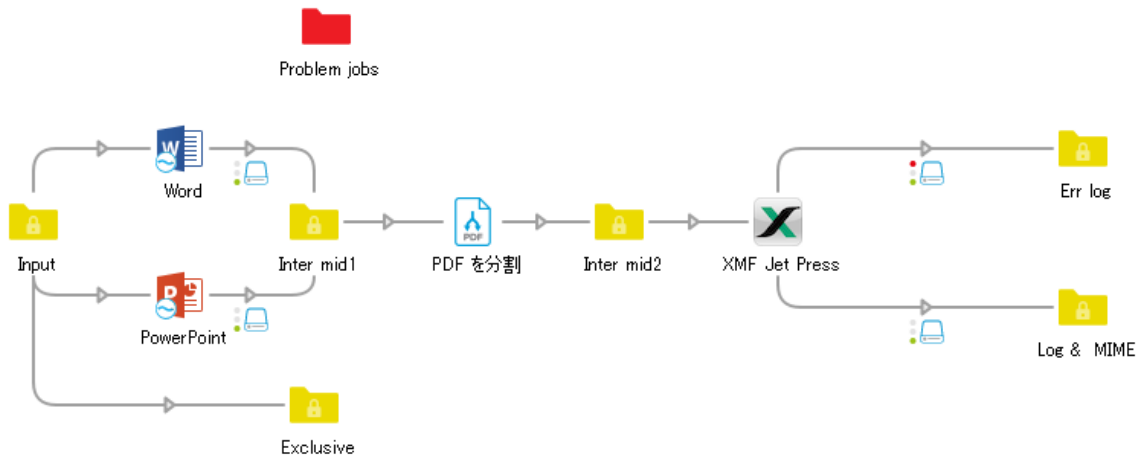 Problem jobs
Word
Err log
Input
Inter mid1
PDF
PDF を分割
Inter mid2
XMF Jet Press
PowerPoint
Log & MIME
Exclusive